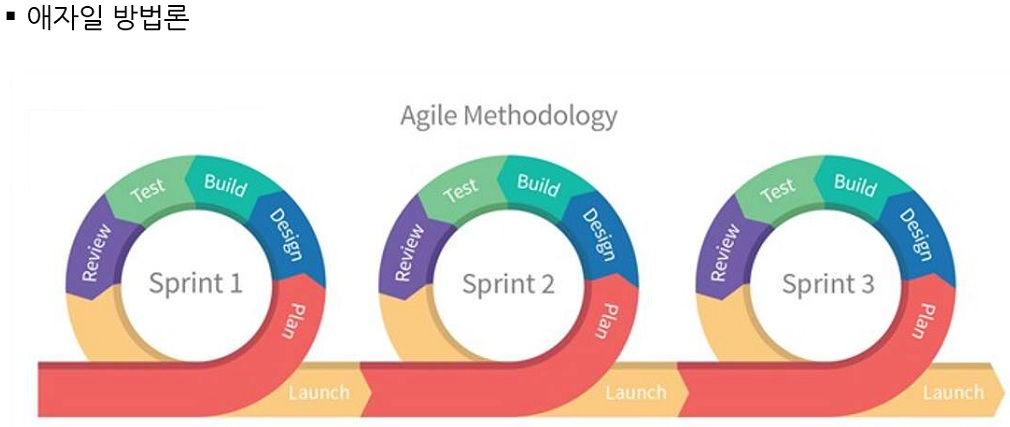 ▪ 애자일 방법론
Agile Methodology
Sprint 1
Plan
Design
Build
Test
Review
Launch
Sprint 2
Plan
Design
Build
Test
Review
Launch
Sprint 3
Plan
Design
Build
Test
Review
Launch